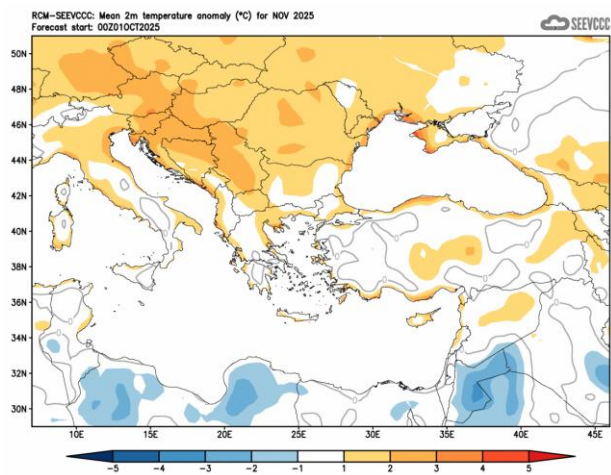 RCM-SEEVCCC: Mean 2m temperature anomaly (°C) for NOV 2025
Forecast start: 00Z01OCT2025
SEEVCCC
50N
48N
46N
44N
42N
40N
38N
36N
34N
32N
30N
10E 15E 20E 25E 30E 35E 40E 45E
-5 -4 -3 -2 -1 1 2 3 4 5